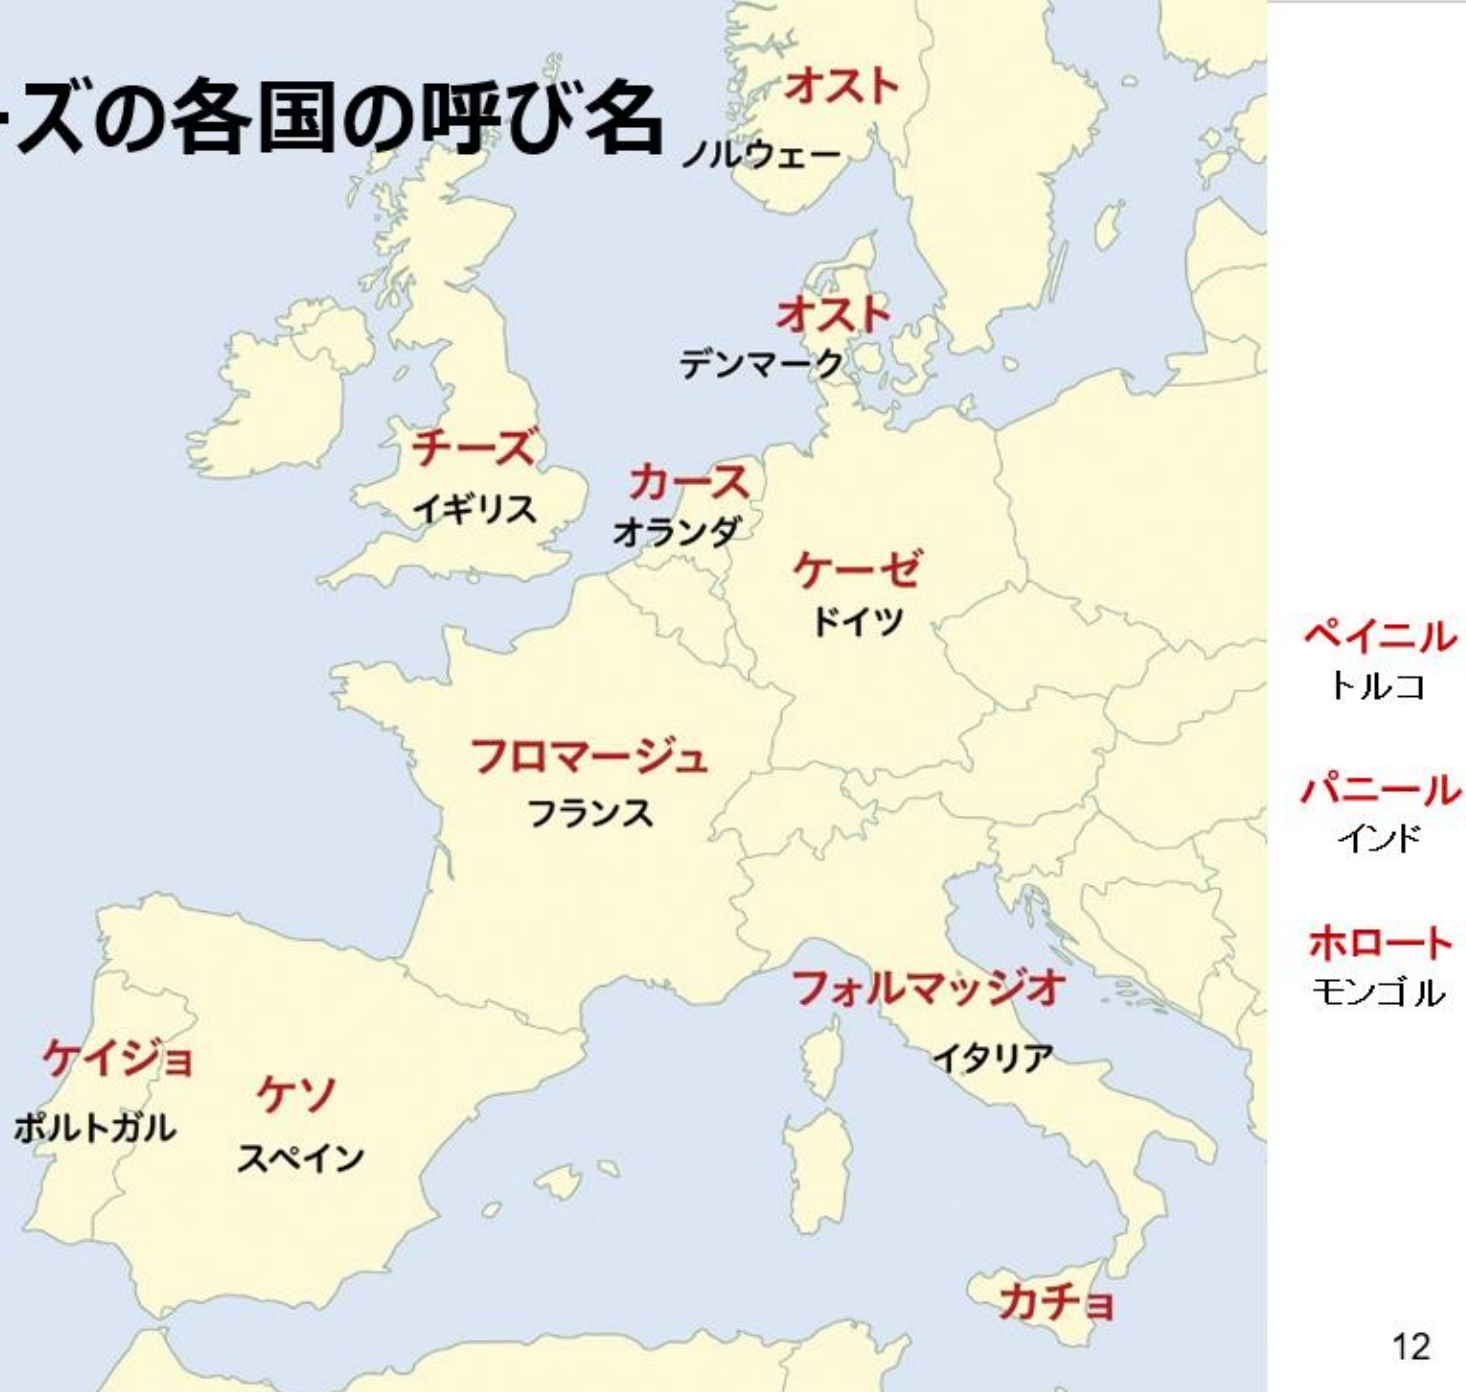 ーズの各国の呼び名
オスト
ノルウェー
オスト
デンマーク
チーズ
イギリス
カース
オランダ
ケーゼ
ドイツ
フロマージュ
フランス
フォルマッジオ
イタリア
ケイジョ
ポルトガル
ケソ
スペイン
カチョ
ペイニル
トルコ
パニール
インド
ホロート
モンゴル
12